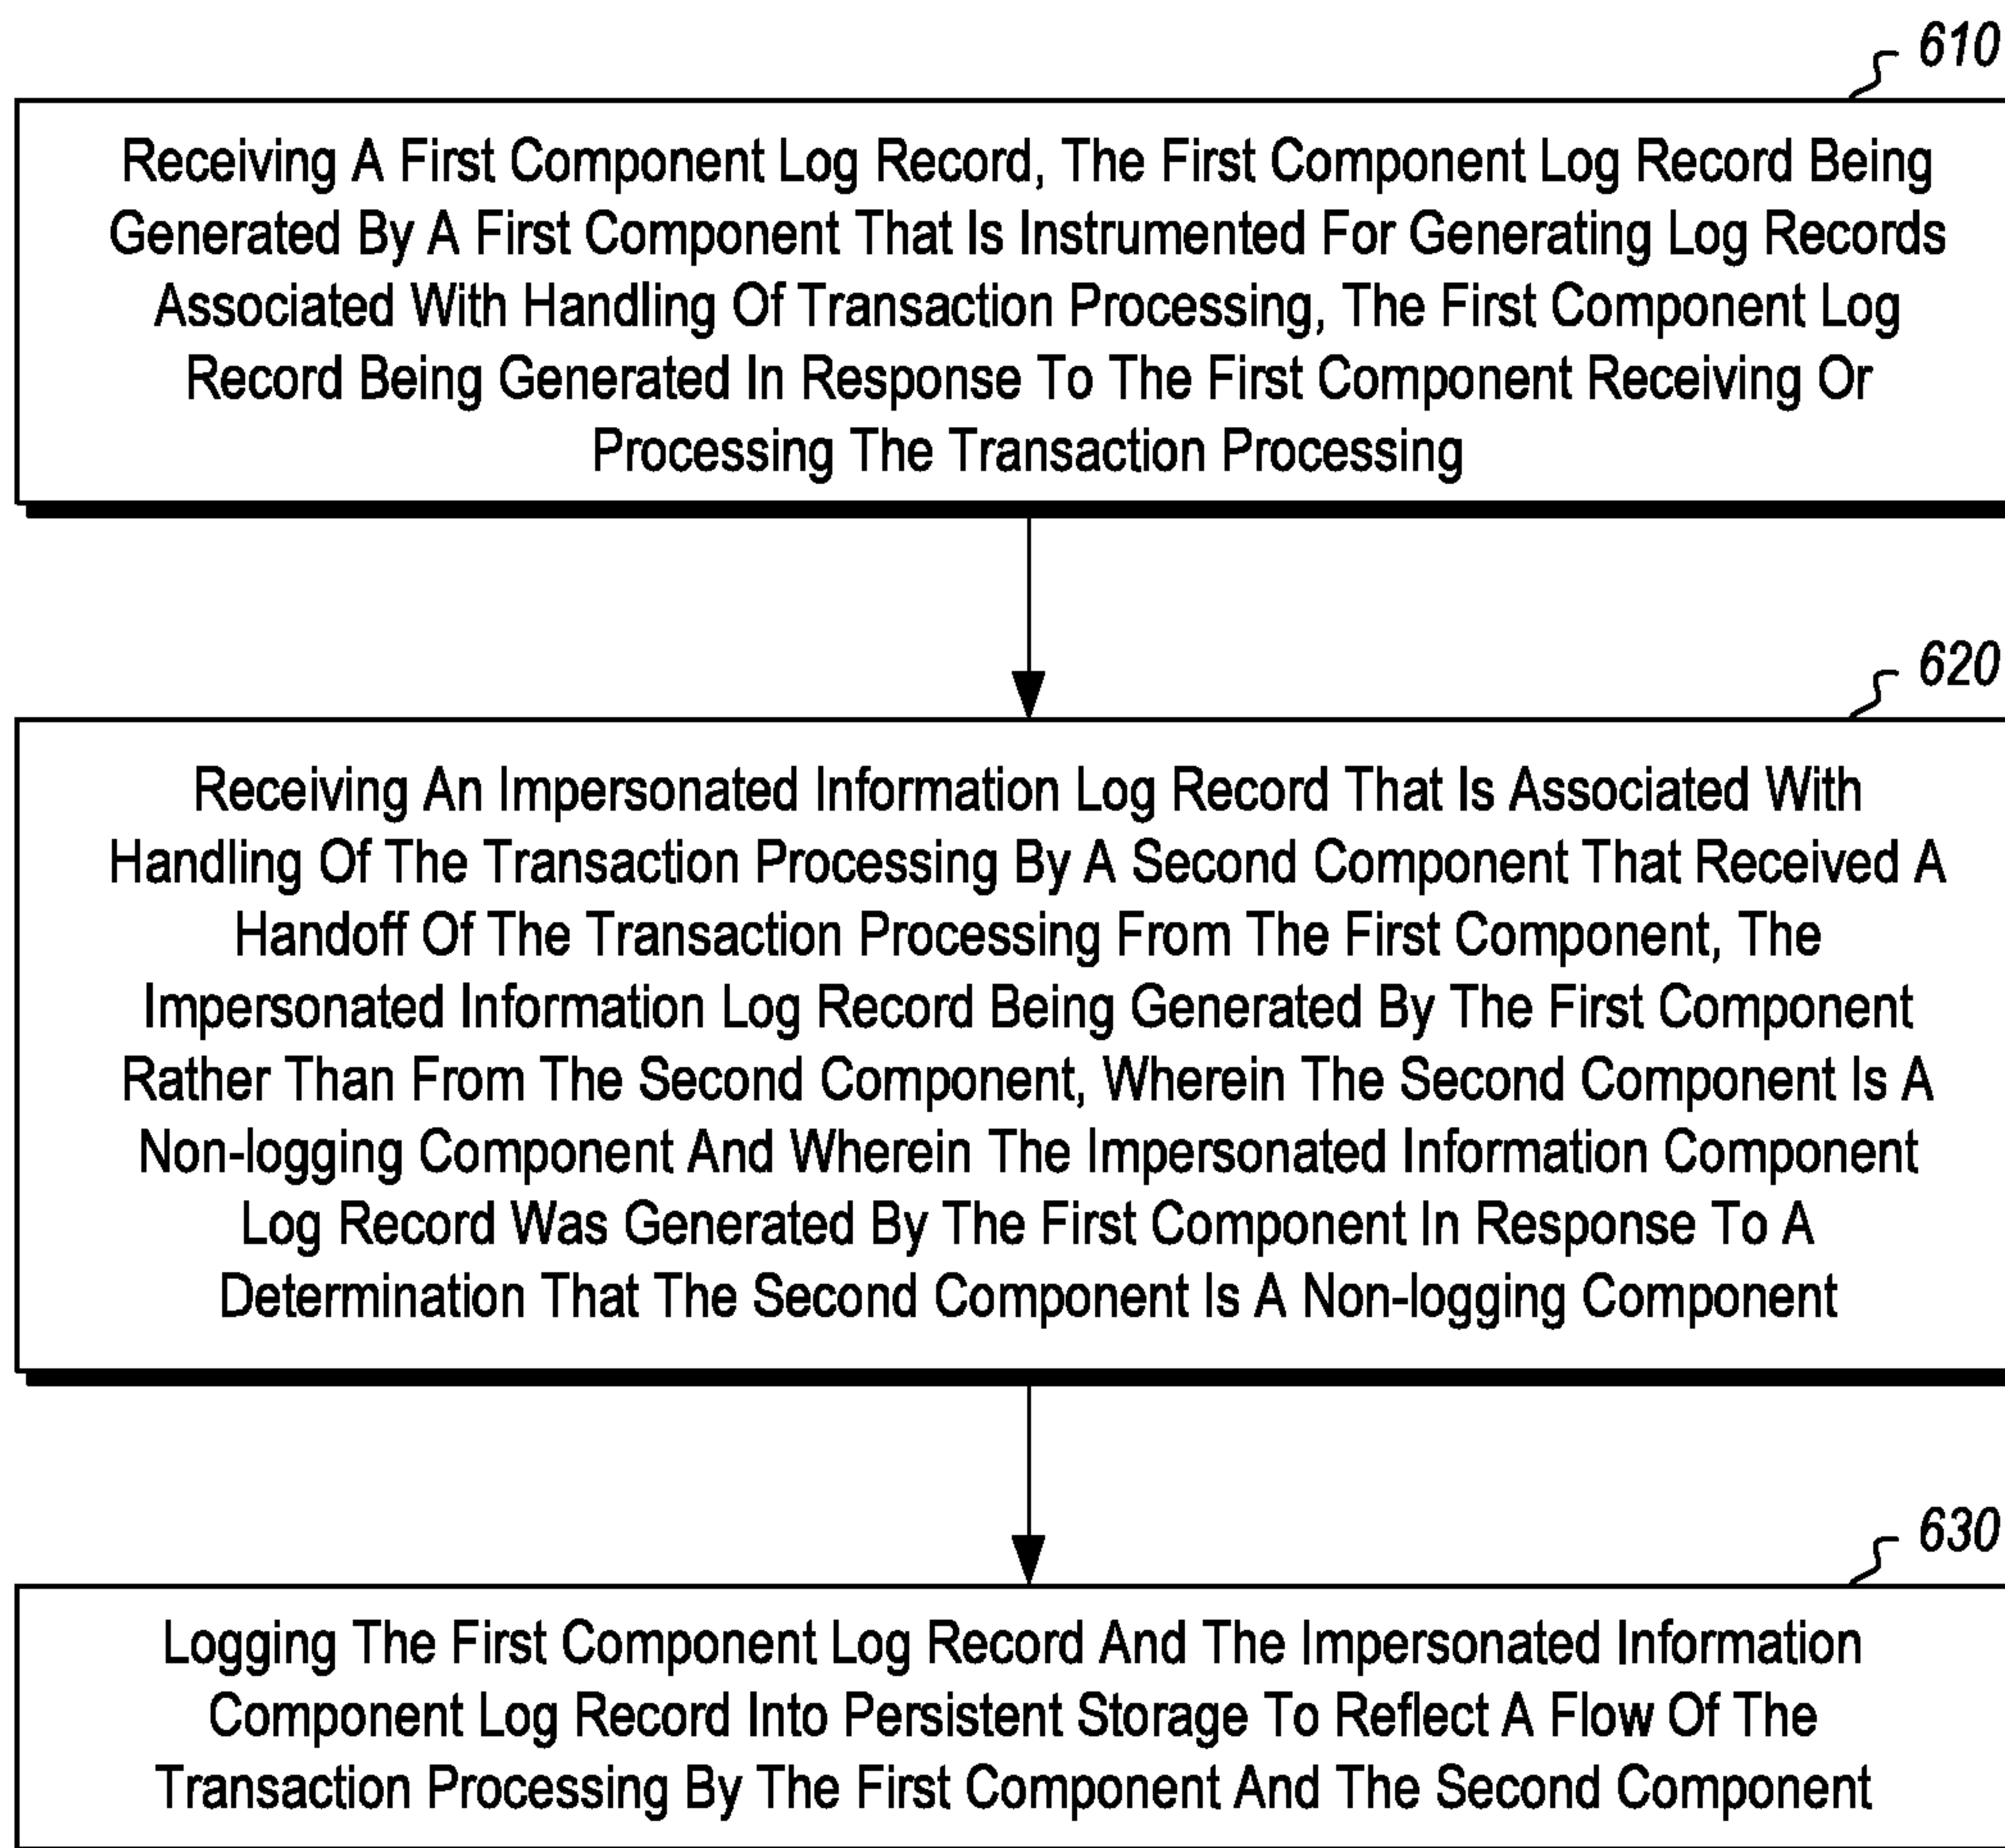 610
Receiving A First Component Log Record, The First Component Log Record Being
Generated By A First Component That Is Instrumented For Generating Log Records
Associated With Handling Of Transaction Processing, The First Component Log
Record Being Generated In Response To The First Component Receiving Or
Processing The Transaction Processing
620
Receiving An Impersonated Information Log Record That Is Associated With
Handling Of The Transaction Processing By A Second Component That Received A
Handoff Of The Transaction Processing From The First Component, The
Impersonated Information Log Record Being Generated By The First Component
Rather Than From The Second Component, Wherein The Second Component Is A
Non-logging Component And Wherein The Impersonated Information Component
Log Record Was Generated By The First Component In Response To A
Determination That The Second Component Is A Non-logging Component
630
Logging The First Component Log Record And The Impersonated Information
Component Log Record Into Persistent Storage To Reflect A Flow Of The
Transaction Processing By The First Component And The Second Component